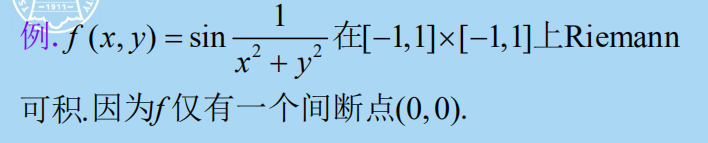 -1911-
例. f(x,y) = sin 1/(x² + y²) 在[−1,1]×[−1,1]上Riemann
可积.因为f仅有一个间断点(0,0).